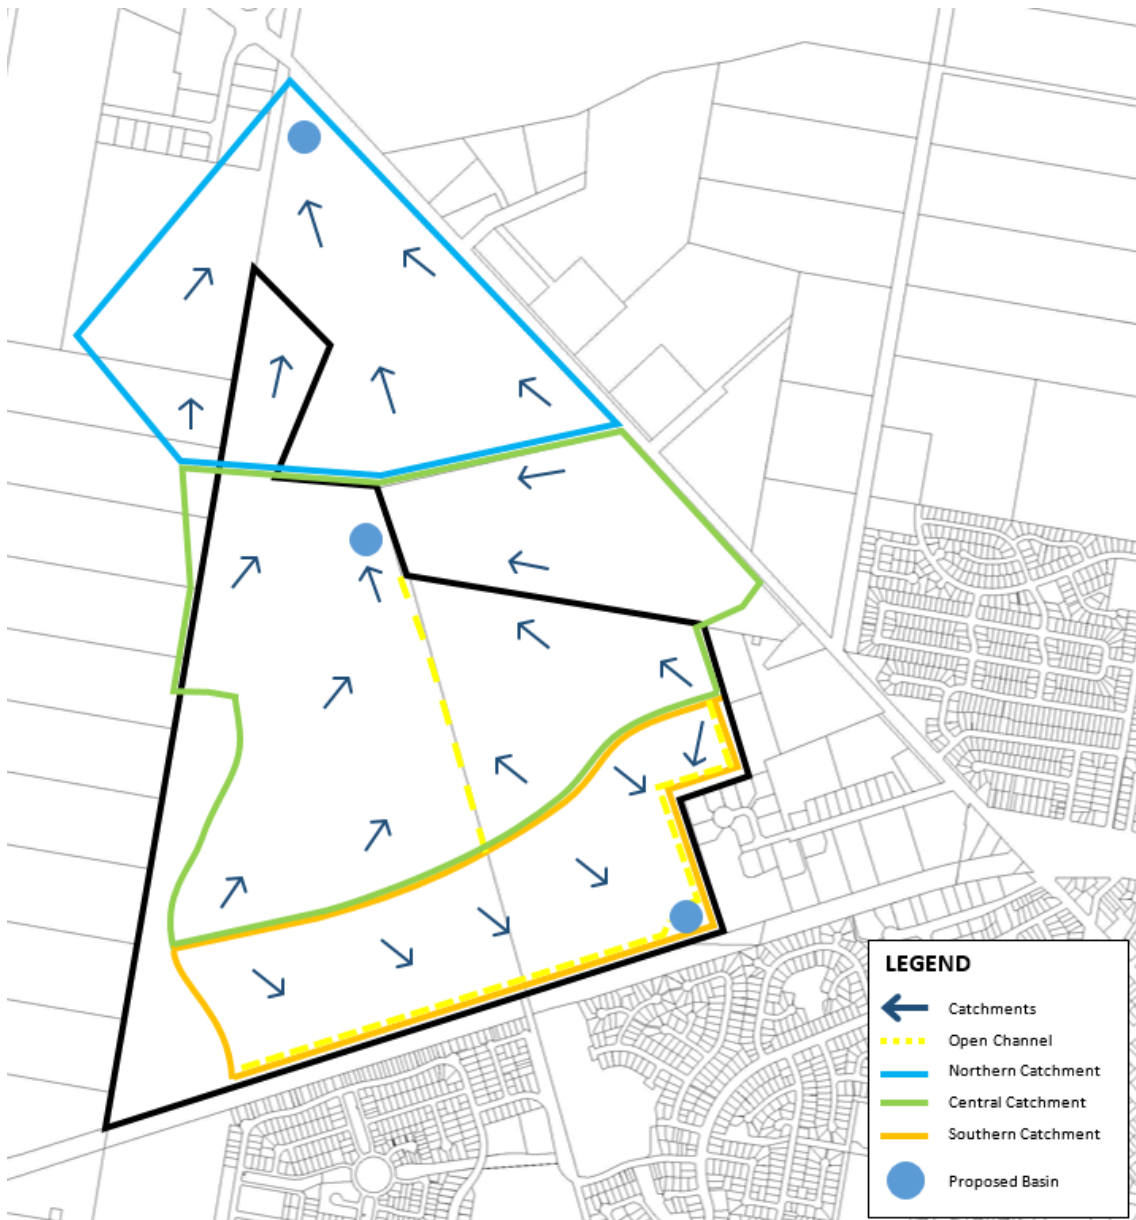 LEGEND
Catchments
Open Channel
Northern Catchment
Central Catchment
Southern Catchment
Proposed Basin